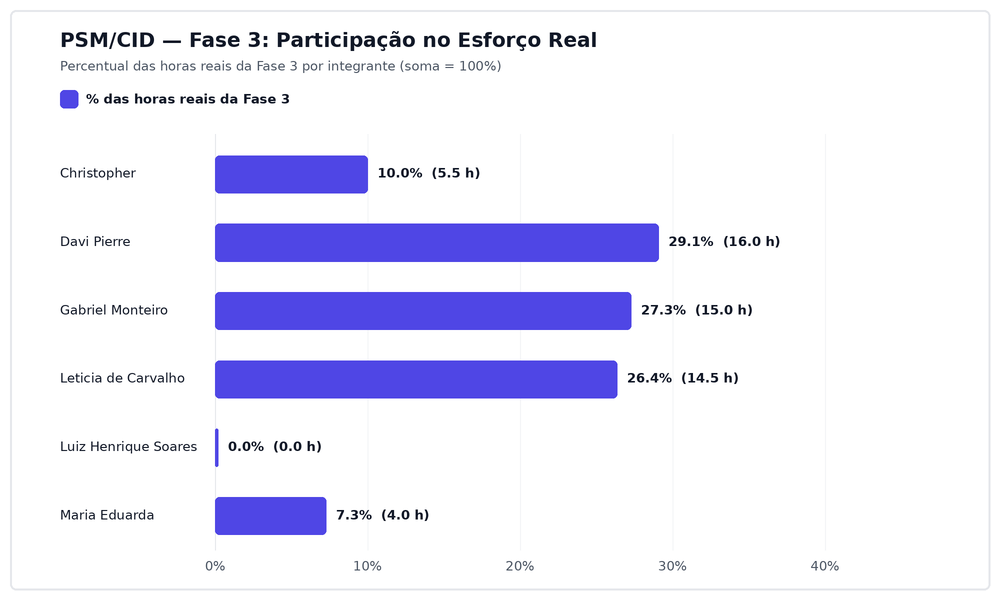 PSM/CID — Fase 3: Participação no Esforço Real
Percentual das horas reais da Fase 3 por integrante (soma = 100%)
% das horas reais da Fase 3
Christopher 10.0% (5.5 h)
Davi Pierre 29.1% (16.0 h)
Gabriel Monteiro 27.3% (15.0 h)
Leticia de Carvalho 26.4% (14.5 h)
Luiz Henrique Soares 0.0% (0.0 h)
Maria Eduarda 7.3% (4.0 h)
0% 10% 20% 30% 40%